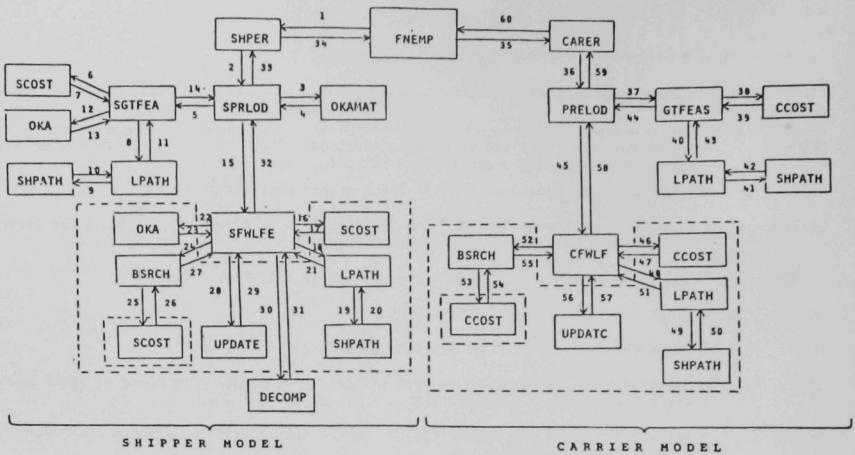 1
60
SHPER
FNEMP
CARER
34
35
2 33
36 59
SCOST
6
7
14
3
37
38
SGTFEA
SPRLOD
OKAMAT
PRELOD
GTFEAS
CCOST
12
5
4
44
39
OKA
13
8 11
40 43
10
15
32
45
58
42
SHPATH
LPATH
LPATH
SHPATH
9
41
OKA
22
23
SFWLFE
16
17
SCOST
52
46
24
18
BSRCH
55
CFWLF
CCOST
BSRCH
27
21
LPATH
47
48
53 54
51
LPATH
25 26
28
29
30
31
19 20
56 57
CCOST
49 50
SCOST
UPDATE
SHPATH
UPDATC
SHPATH
DECOMP
SHIPPER MODEL
CARRIER MODEL